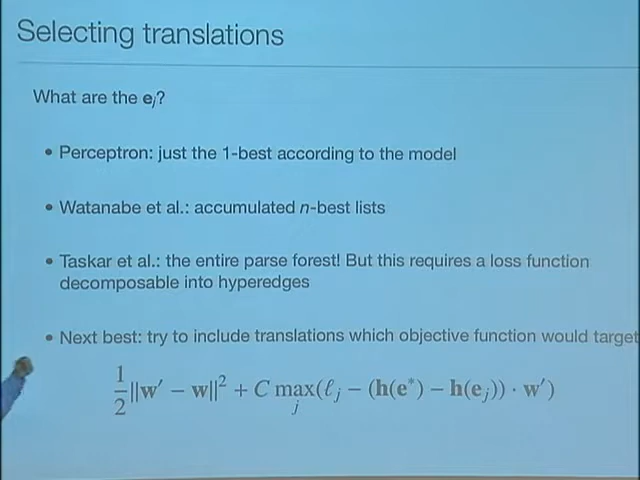 Selecting translations
What are the eⱼ?
• Perceptron: just the 1-best according to the model
• Watanabe et al.: accumulated n-best lists
• Taskar et al.: the entire parse forest! But this requires a loss function
decomposable into hyperedges
• Next best: try to include translations which objective function would target
1/2 ||w′ − w||² + C max_j (ℓⱼ − (h(e*) − h(eⱼ)) · w′)